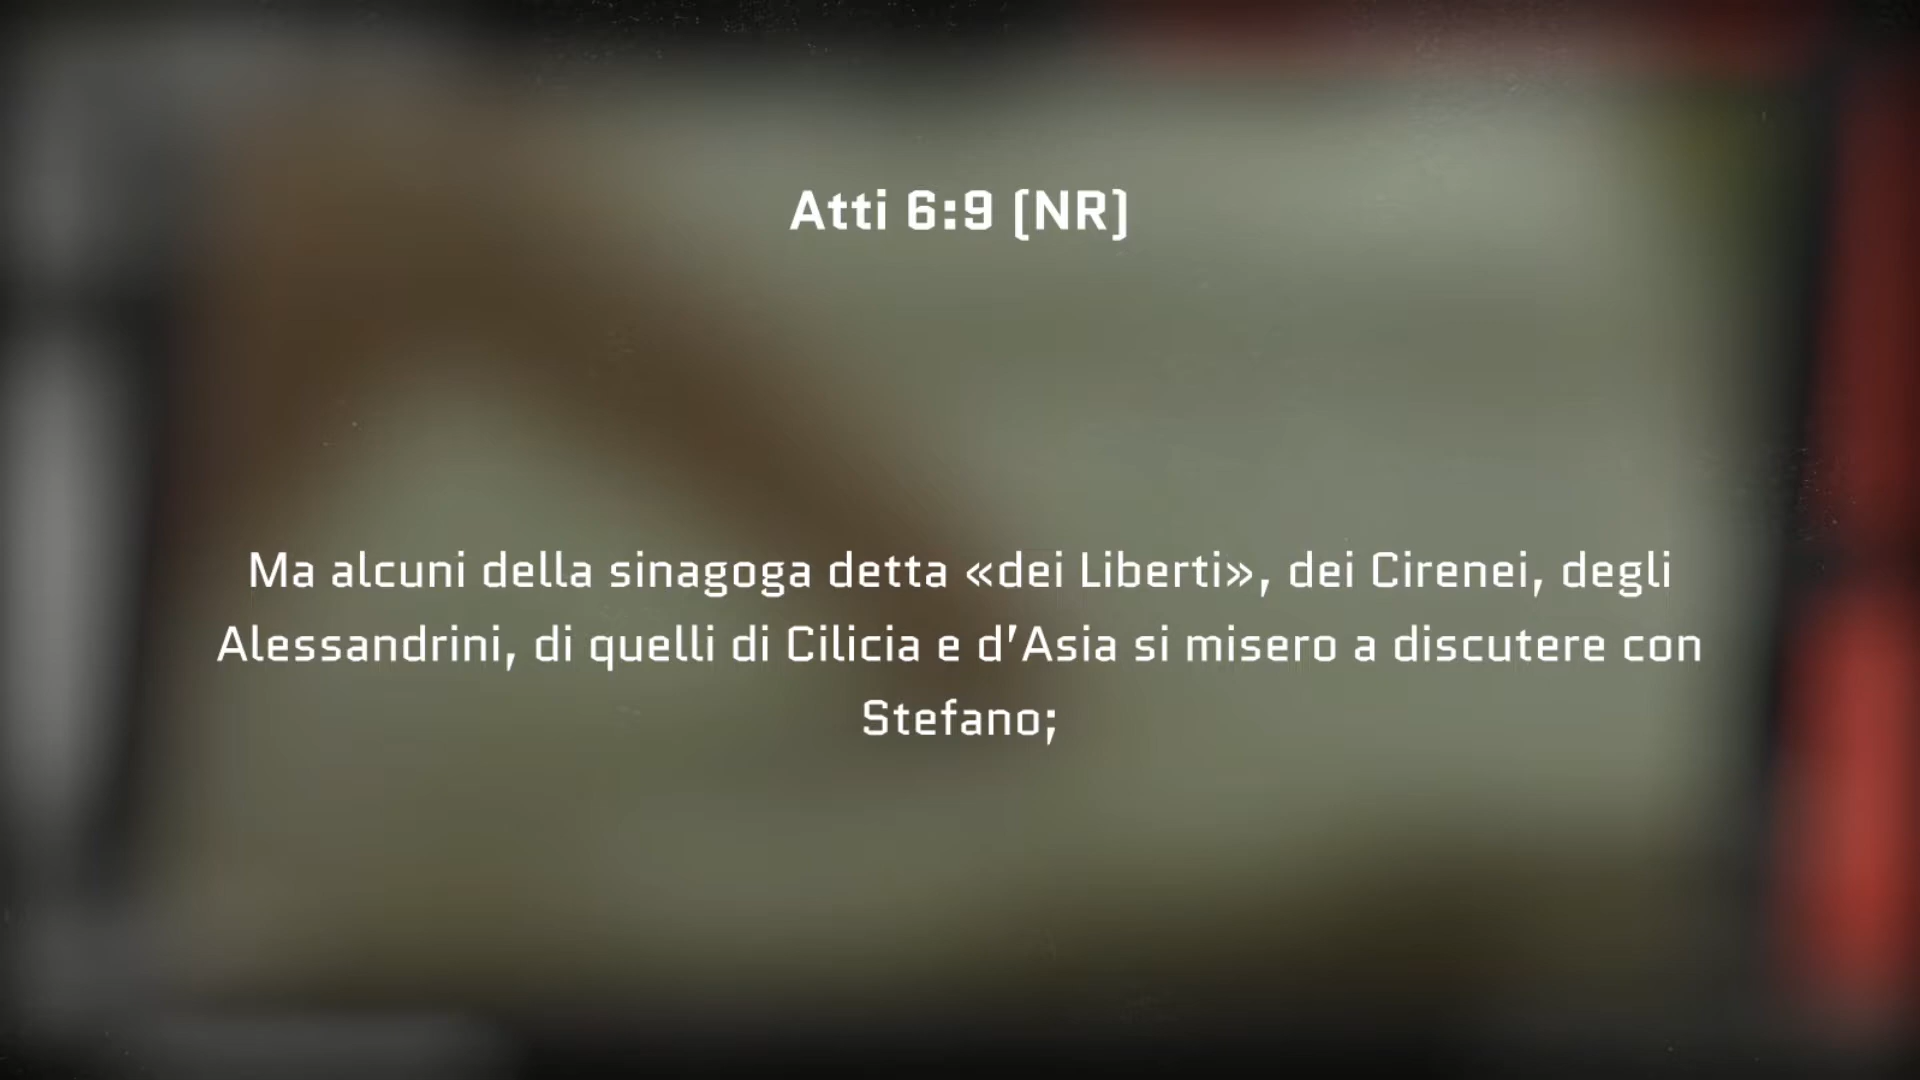 Atti 6:9 (NR)
Ma alcuni della sinagoga detta «dei Liberti», dei Cirenei, degli
Alessandrini, di quelli di Cilicia e d'Asia si misero a discutere con
Stefano;